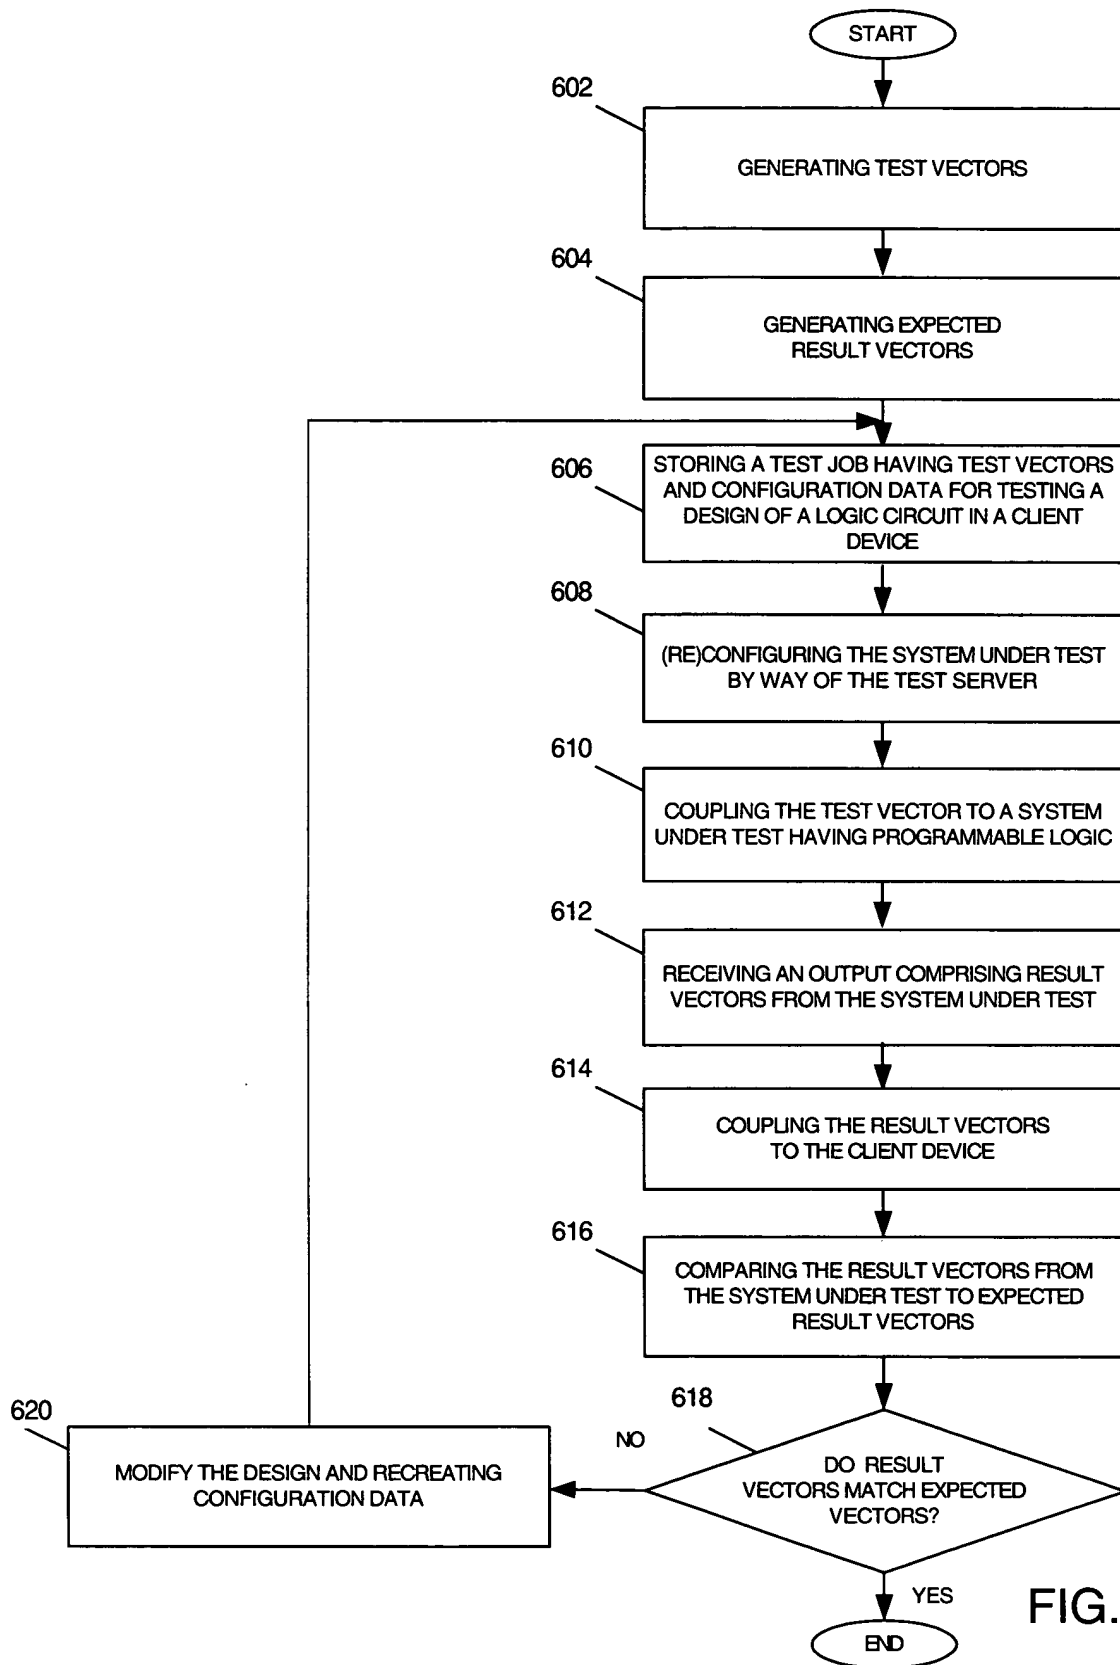 START
602
GENERATING TEST VECTORS
604
GENERATING EXPECTED
RESULT VECTORS
606
STORING A TEST JOB HAVING TEST VECTORS
AND CONFIGURATION DATA FOR TESTING A
DESIGN OF A LOGIC CIRCUIT IN A CLIENT
DEVICE
608
(RE)CONFIGURING THE SYSTEM UNDER TEST
BY WAY OF THE TEST SERVER
610
COUPLING THE TEST VECTOR TO A SYSTEM
UNDER TEST HAVING PROGRAMMABLE LOGIC
612
RECEIVING AN OUTPUT COMPRISING RESULT
VECTORS FROM THE SYSTEM UNDER TEST
614
COUPLING THE RESULT VECTORS
TO THE CLIENT DEVICE
616
COMPARING THE RESULT VECTORS FROM
THE SYSTEM UNDER TEST TO EXPECTED
RESULT VECTORS
618
DO RESULT
VECTORS MATCH EXPECTED
VECTORS?
NO
620
MODIFY THE DESIGN AND RECREATING
CONFIGURATION DATA
YES
END
FIG.